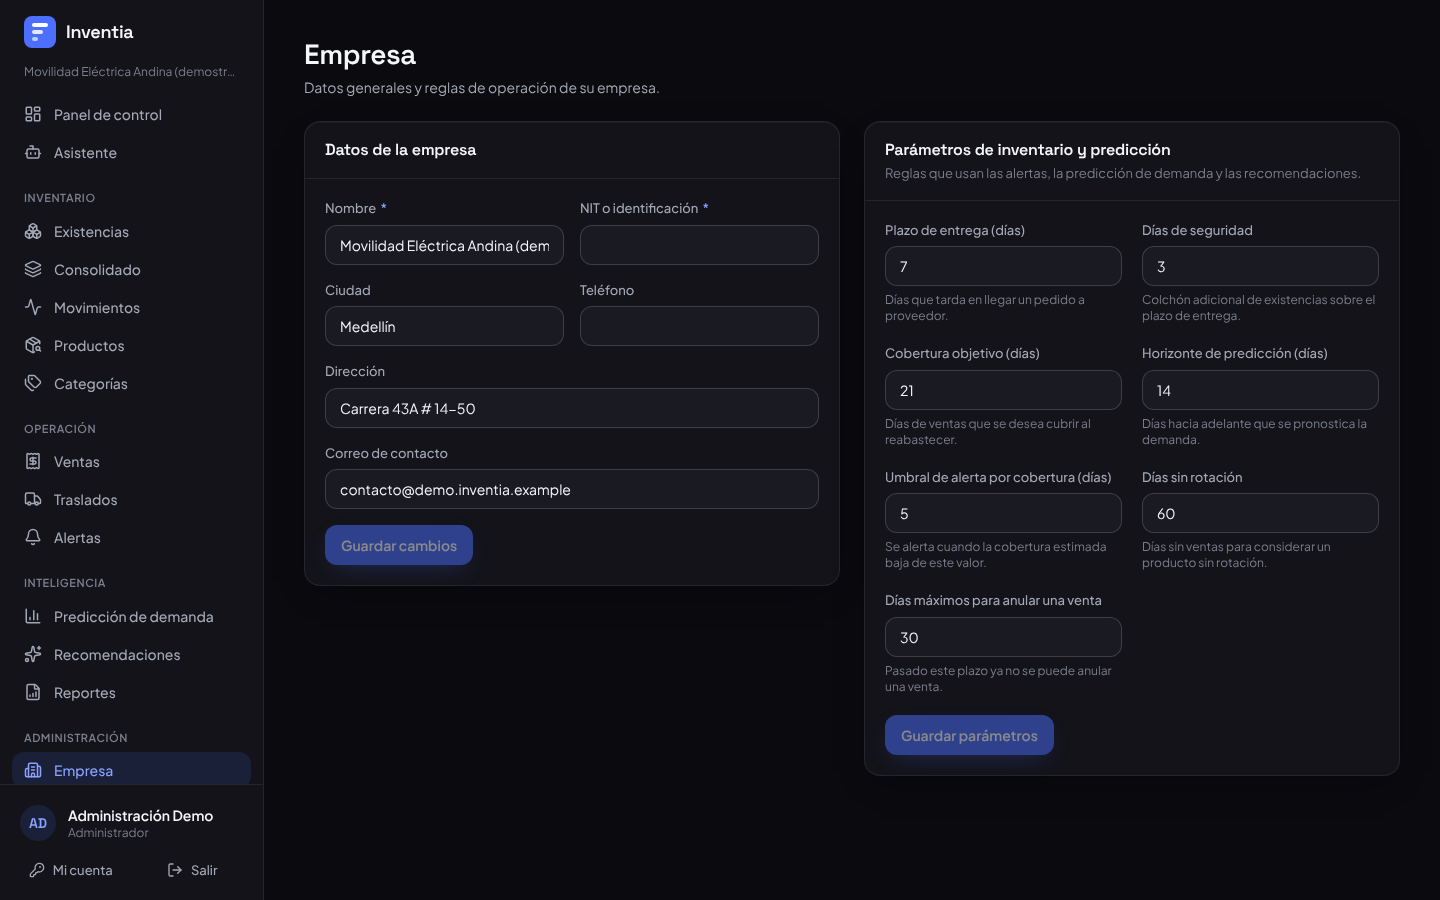 Inventia
Movilidad Eléctrica Andina (demostr...
Panel de control
Asistente
INVENTARIO
Existencias
Consolidado
Movimientos
Productos
Categorías
OPERACIÓN
Ventas
Traslados
Alertas
INTELIGENCIA
Predicción de demanda
Recomendaciones
Reportes
ADMINISTRACIÓN
Empresa
AD
Administración Demo
Administrador
Mi cuenta
Salir
Empresa
Datos generales y reglas de operación de su empresa.
Datos de la empresa
Nombre *
NIT o identificación *
Movilidad Eléctrica Andina (dem
Ciudad
Teléfono
Medellín
Dirección
Carrera 43A # 14-50
Correo de contacto
contacto@demo.inventia.example
Guardar cambios
Parámetros de inventario y predicción
Reglas que usan las alertas, la predicción de demanda y las recomendaciones.
Plazo de entrega (días)
Días de seguridad
7
3
Días que tarda en llegar un pedido a
proveedor.
Colchón adicional de existencias sobre el
plazo de entrega.
Cobertura objetivo (días)
Horizonte de predicción (días)
21
14
Días de ventas que se desea cubrir al
reabastecer.
Días hacia adelante que se pronostica la
demanda.
Umbral de alerta por cobertura (días)
Días sin rotación
5
60
Se alerta cuando la cobertura estimada
baja de este valor.
Días sin ventas para considerar un
producto sin rotación.
Días máximos para anular una venta
30
Pasado este plazo ya no se puede anular
una venta.
Guardar parámetros